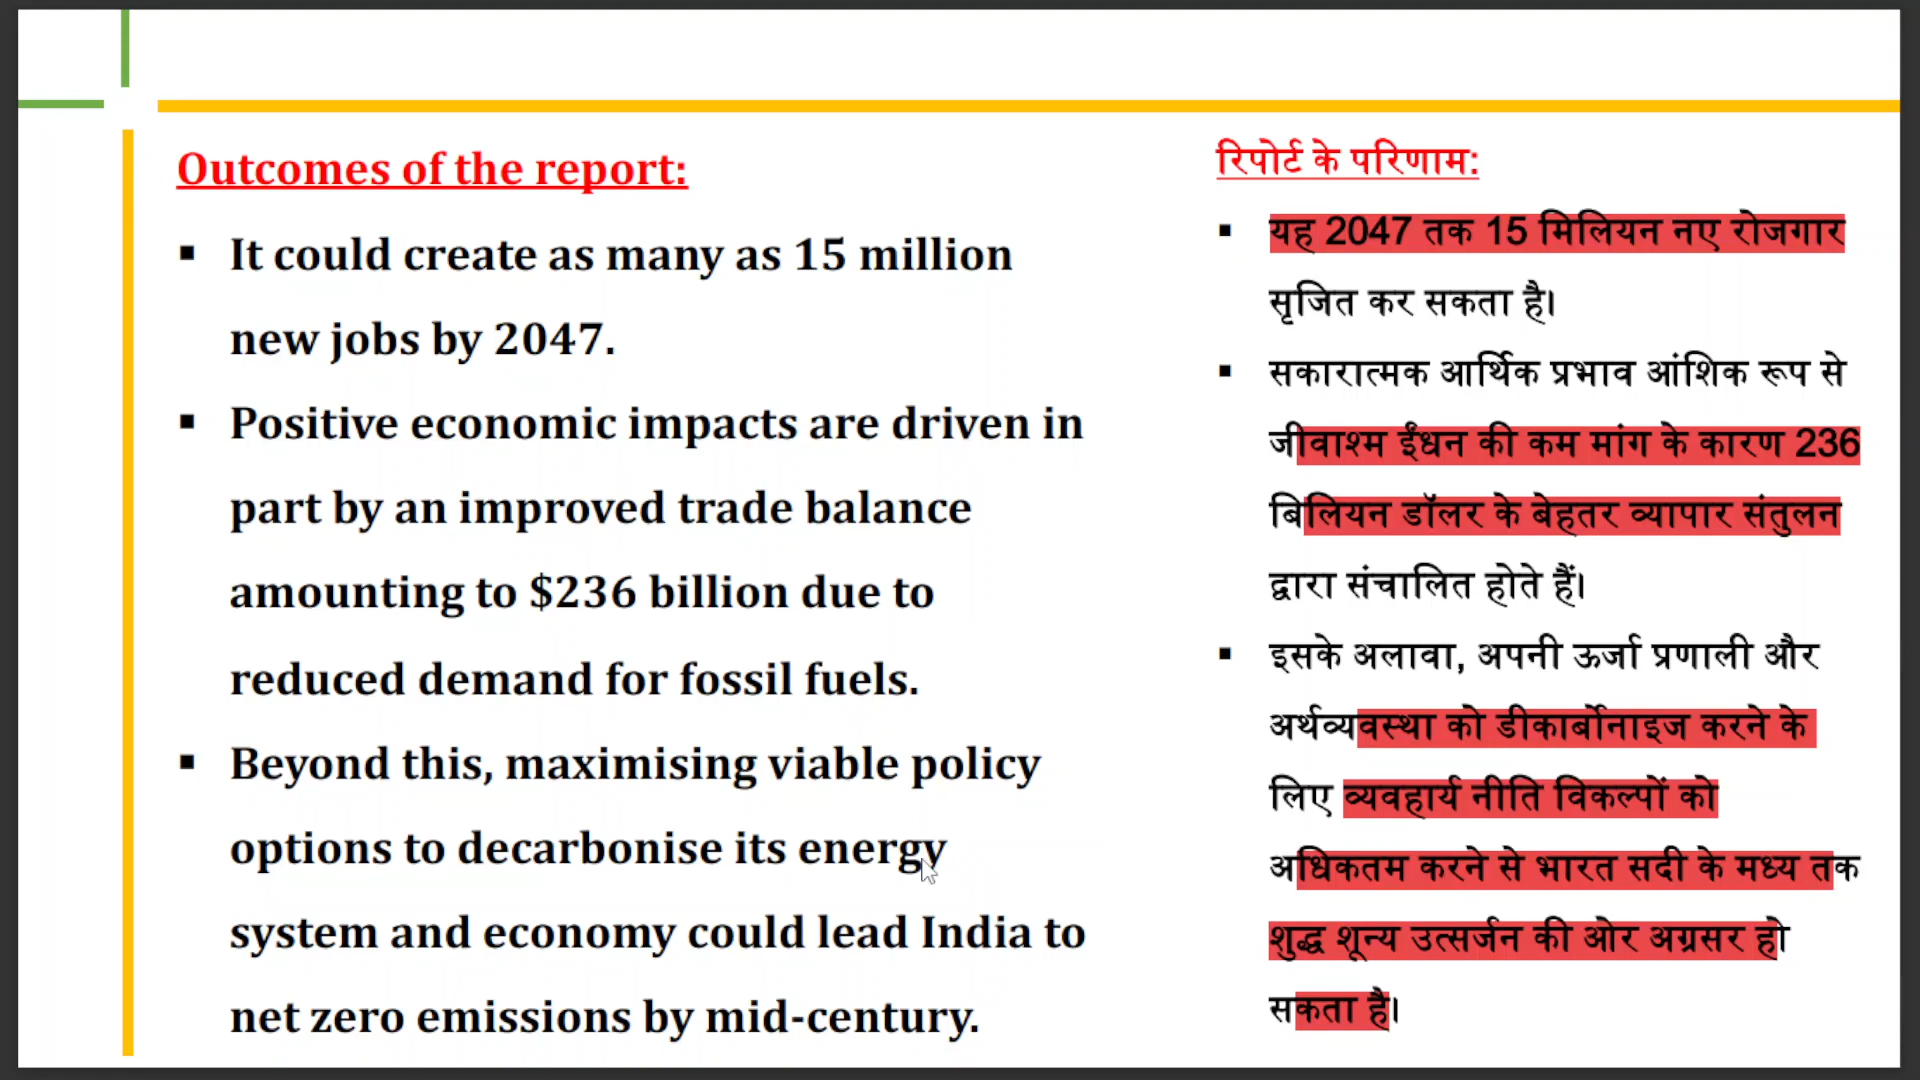 Outcomes of the report:
▪ It could create as many as 15 million
new jobs by 2047.
▪ Positive economic impacts are driven in
part by an improved trade balance
amounting to $236 billion due to
reduced demand for fossil fuels.
▪ Beyond this, maximising viable policy
options to decarbonise its energy
system and economy could lead India to
net zero emissions by mid-century.
रिपोर्ट के परिणाम:
▪ यह 2047 तक 15 मिलियन नए रोजगार
सृजित कर सकता है।
▪ सकारात्मक आर्थिक प्रभाव आंशिक रूप से
जीवाश्म ईंधन की कम मांग के कारण 236
बिलियन डॉलर के बेहतर व्यापार संतुलन
द्वारा संचालित होते हैं।
▪ इसके अलावा, अपनी ऊर्जा प्रणाली और
अर्थव्यवस्था को डीकार्बोनाइज करने के
लिए व्यवहार्य नीति विकल्पों को
अधिकतम करने से भारत सदी के मध्य तक
शुद्ध शून्य उत्सर्जन की ओर अग्रसर हो
सकता है।